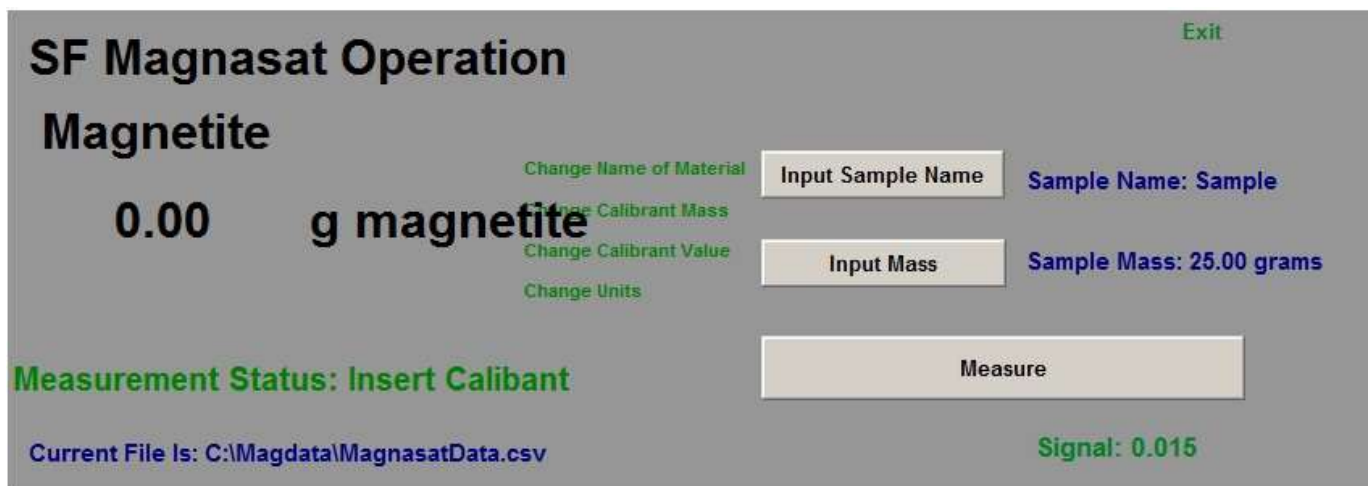 Exit
SF Magnasat Operation
Magnetite
Change Name of Material
Input Sample Name
Sample Name: Sample
0.00 g magnetite
Change Calibrant Mass
Change Calibrant Value
Input Mass
Sample Mass: 25.00 grams
Change Units
Measure
Measurement Status: Insert Calibant
Current File Is: C:\Magdata\MagnasatData.csv
Signal: 0.015